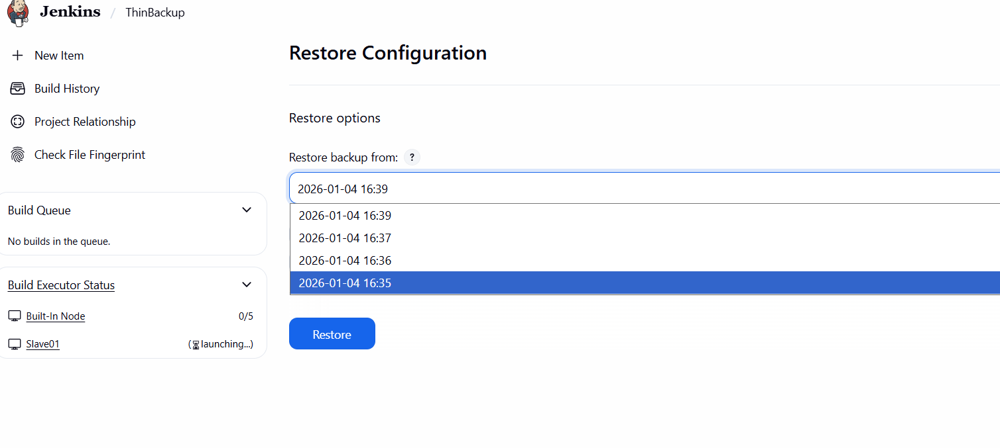 Jenkins / ThinBackup
New Item
Build History
Project Relationship
Check File Fingerprint
Build Queue
No builds in the queue.
Build Executor Status
Built-In Node 0/5
Slave01 (launching...)
Restore Configuration
Restore options
Restore backup from: ?
2026-01-04 16:39
2026-01-04 16:39
2026-01-04 16:37
2026-01-04 16:36
2026-01-04 16:35
Restore